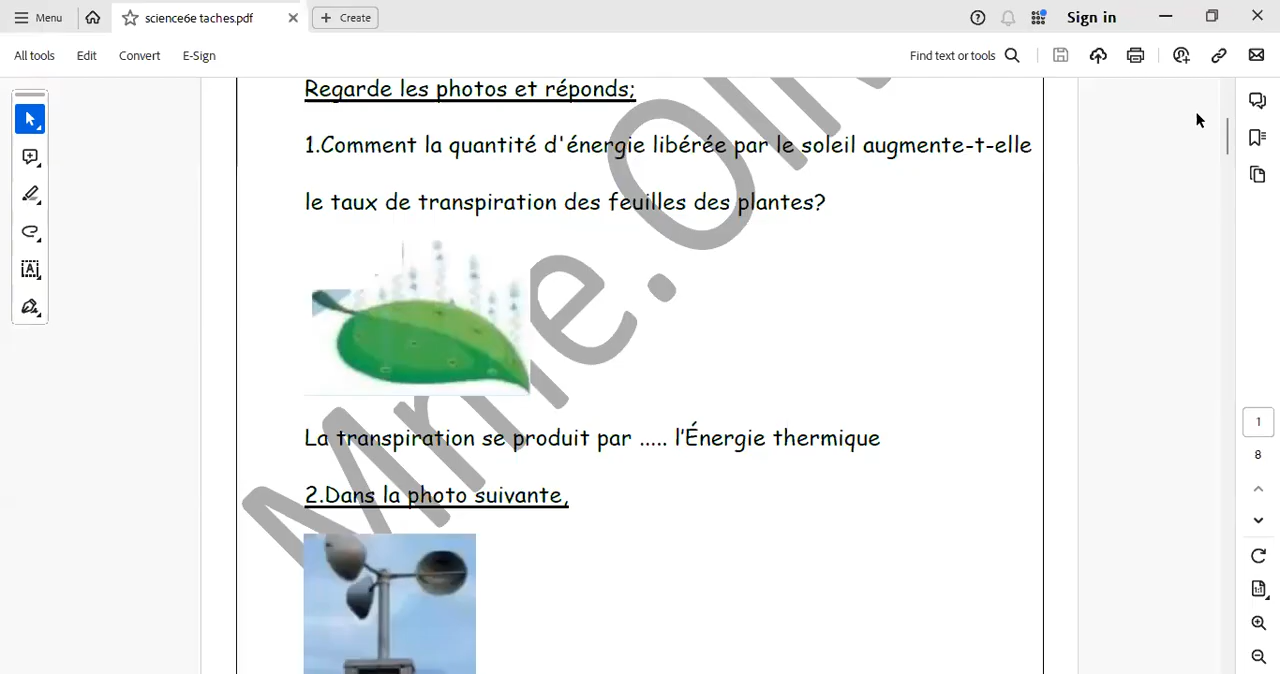 Menu
science6e taches.pdf
Create
Sign in
All tools
Edit
Convert
E-Sign
Find text or tools
Regarde les photos et réponds;
1.Comment la quantité d'énergie libérée par le soleil augmente-t-elle
le taux de transpiration des feuilles des plantes?
La transpiration se produit par ..... l'Énergie thermique
2.Dans la photo suivante,
1
8